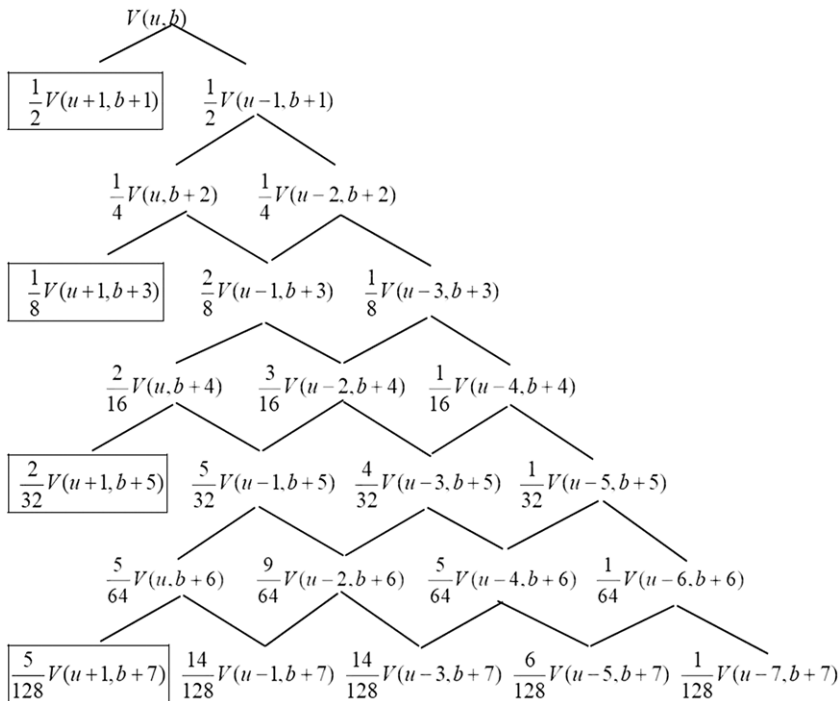 V(u,b)
1/2 V(u+1,b+1) 1/2 V(u−1,b+1)
1/4 V(u,b+2) 1/4 V(u−2,b+2)
1/8 V(u+1,b+3) 2/8 V(u−1,b+3) 1/8 V(u−3,b+3)
2/16 V(u,b+4) 3/16 V(u−2,b+4) 1/16 V(u−4,b+4)
2/32 V(u+1,b+5) 5/32 V(u−1,b+5) 4/32 V(u−3,b+5) 1/32 V(u−5,b+5)
5/64 V(u,b+6) 9/64 V(u−2,b+6) 5/64 V(u−4,b+6) 1/64 V(u−6,b+6)
5/128 V(u+1,b+7) 14/128 V(u−1,b+7) 14/128 V(u−3,b+7) 6/128 V(u−5,b+7) 1/128 V(u−7,b+7)